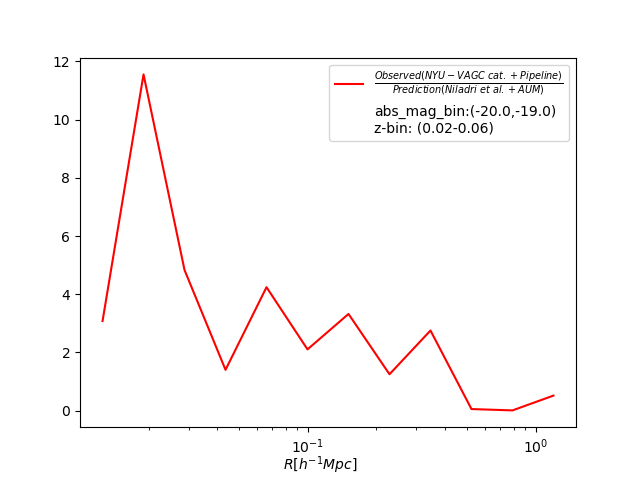 12
10
8
6
4
2
0
Observed(NYU − VAGC cat. + Pipeline)
Prediction(Niladri et al. + AUM)
abs_mag_bin:(-20.0,-19.0)
z-bin: (0.02-0.06)
10⁻¹
10⁰
R[h⁻¹Mpc]